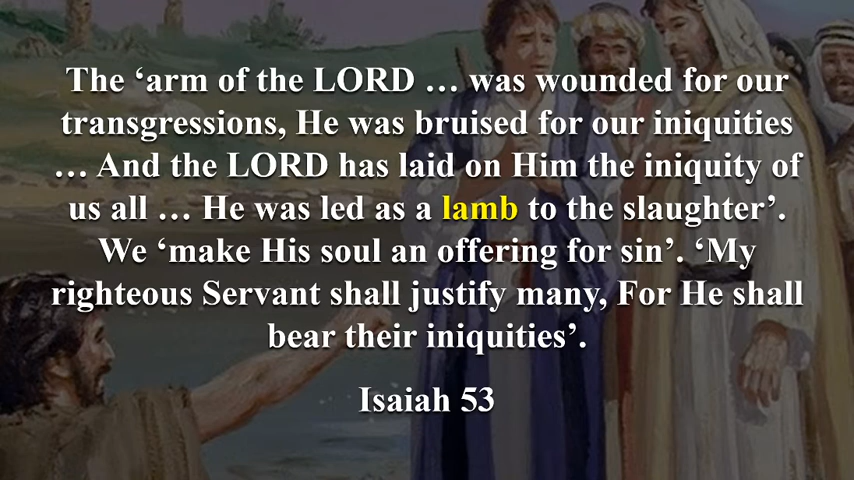 The ‘arm of the LORD … was wounded for our
transgressions, He was bruised for our iniquities
… And the LORD has laid on Him the iniquity of
us all … He was led as a lamb to the slaughter’.
We ‘make His soul an offering for sin’. ‘My
righteous Servant shall justify many, For He shall
bear their iniquities’.
Isaiah 53